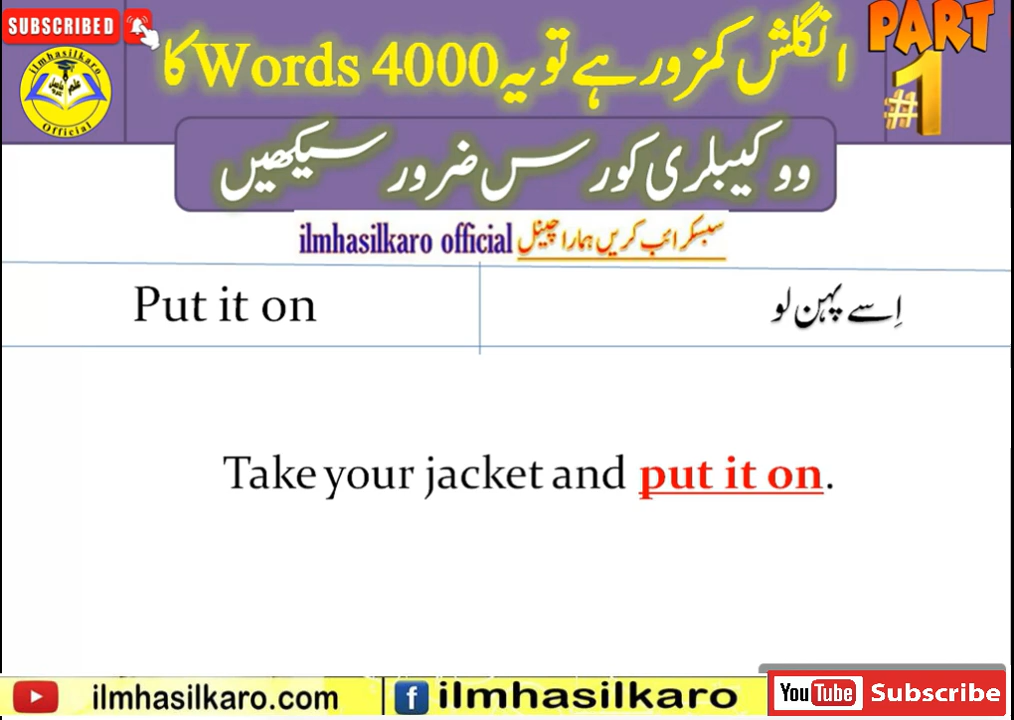 SUBSCRIBED
ilmhasilkaro
Official
انگلش کمزور ہے تو یہ 4000 Words کا
PART
#1
ووکیبلری کورس ضرور سیکھیں
سبسکرائب کریں ہمارا چینل ilmhasilkaro official
Put it on
اِسے پہن لو
Take your jacket and put it on.
ilmhasilkaro.com
f ilmhasilkaro
YouTube Subscribe